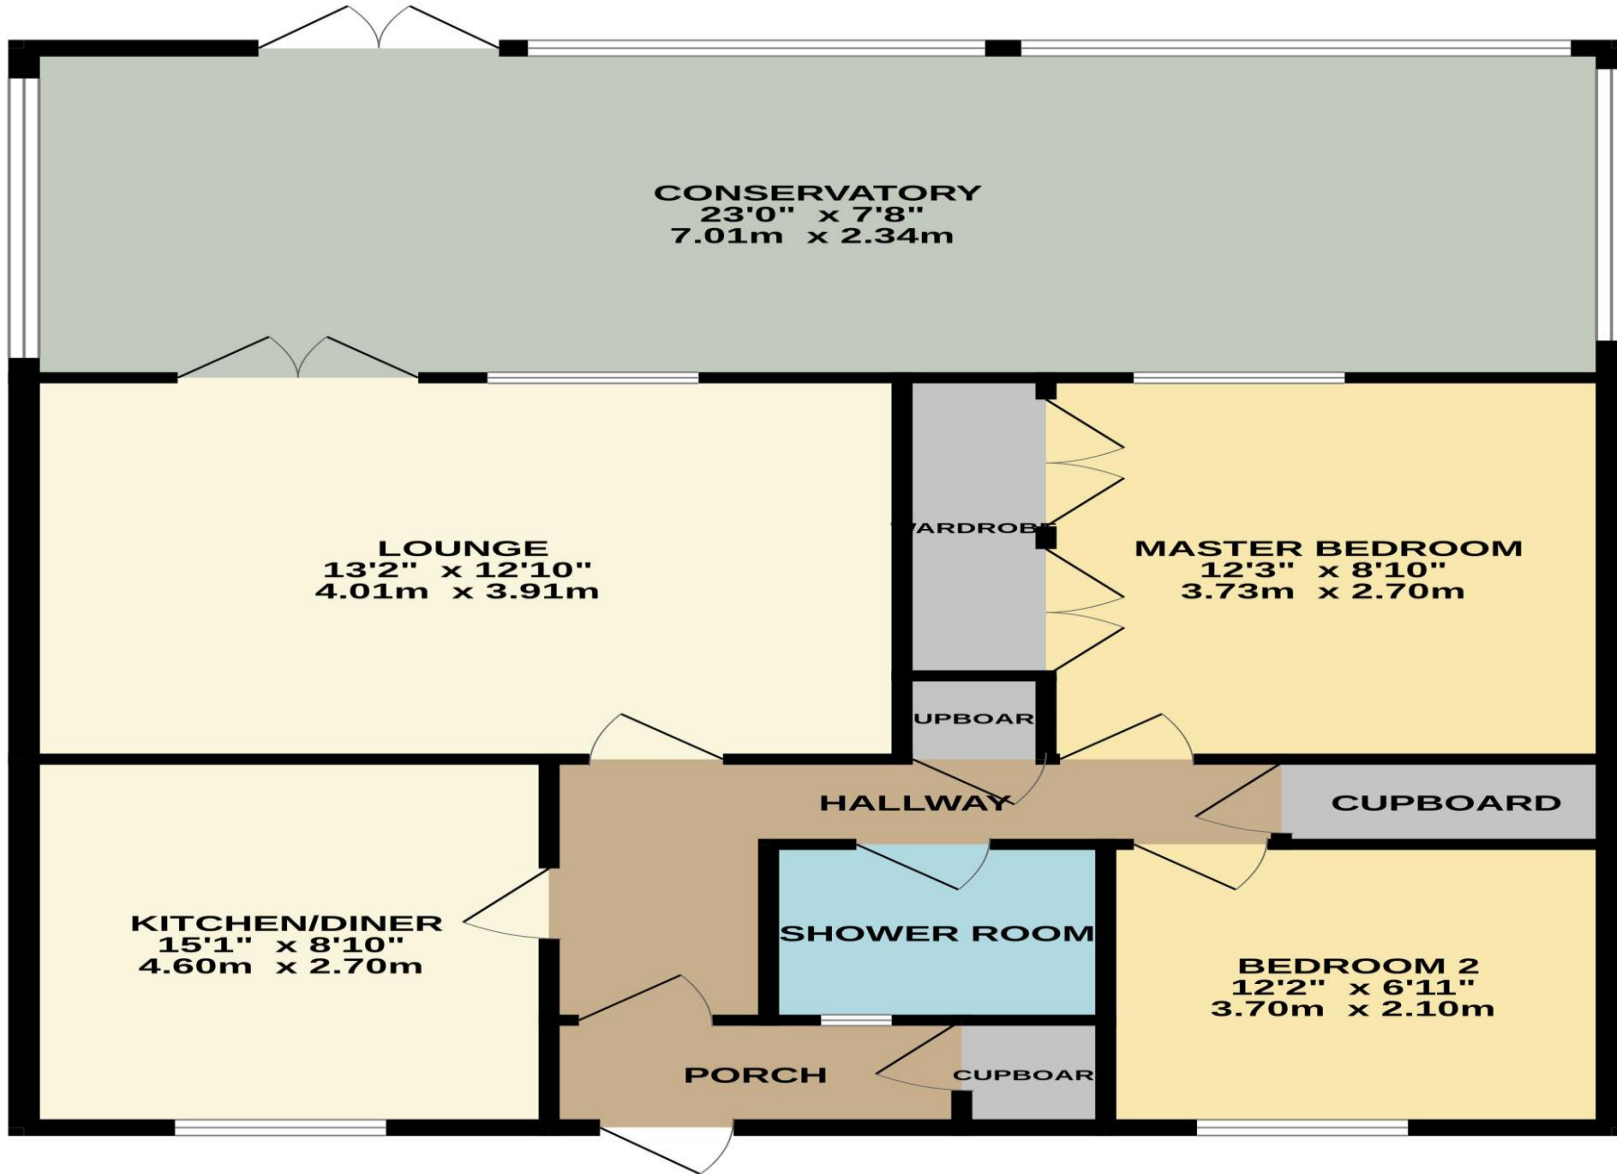 CONSERVATORY
23'0" x 7'8"
7.01m x 2.34m
WARDROBE
LOUNGE
13'2" x 12'10"
4.01m x 3.91m
MASTER BEDROOM
12'3" x 8'10"
3.73m x 2.70m
UPBOAR
HALLWAY
CUPBOARD
KITCHEN/DINER
15'1" x 8'10"
4.60m x 2.70m
SHOWER ROOM
BEDROOM 2
12'2" x 6'11"
3.70m x 2.10m
PORCH
CUPBOAR